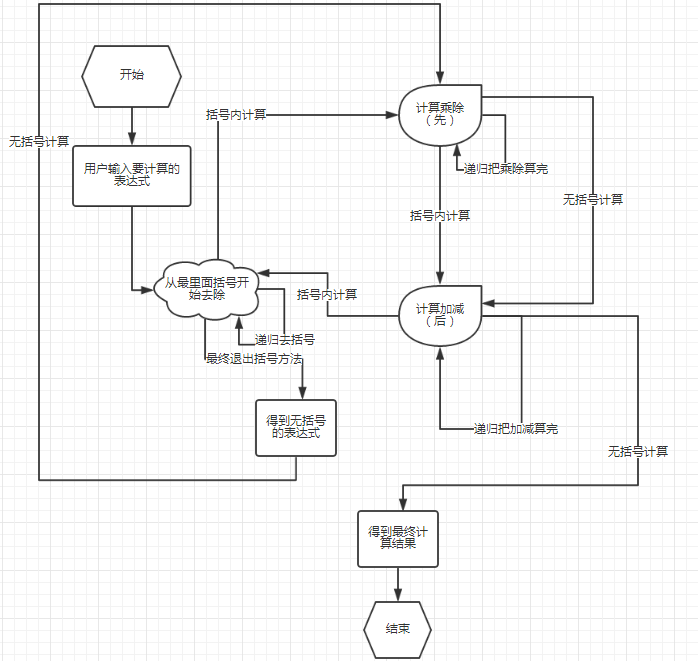 开始
计算乘除
（先）
括号内计算
无括号计算
用户输入要计算的
表达式
递归把乘除算完
无括号计算
括号内计算
从最里面括号开
始去除
括号内计算
计算加减
（后）
递归去括号
最终退出括号方法
得到无括号
的表达式
递归把加减算完
无括号计算
得到最终计
算结果
结束